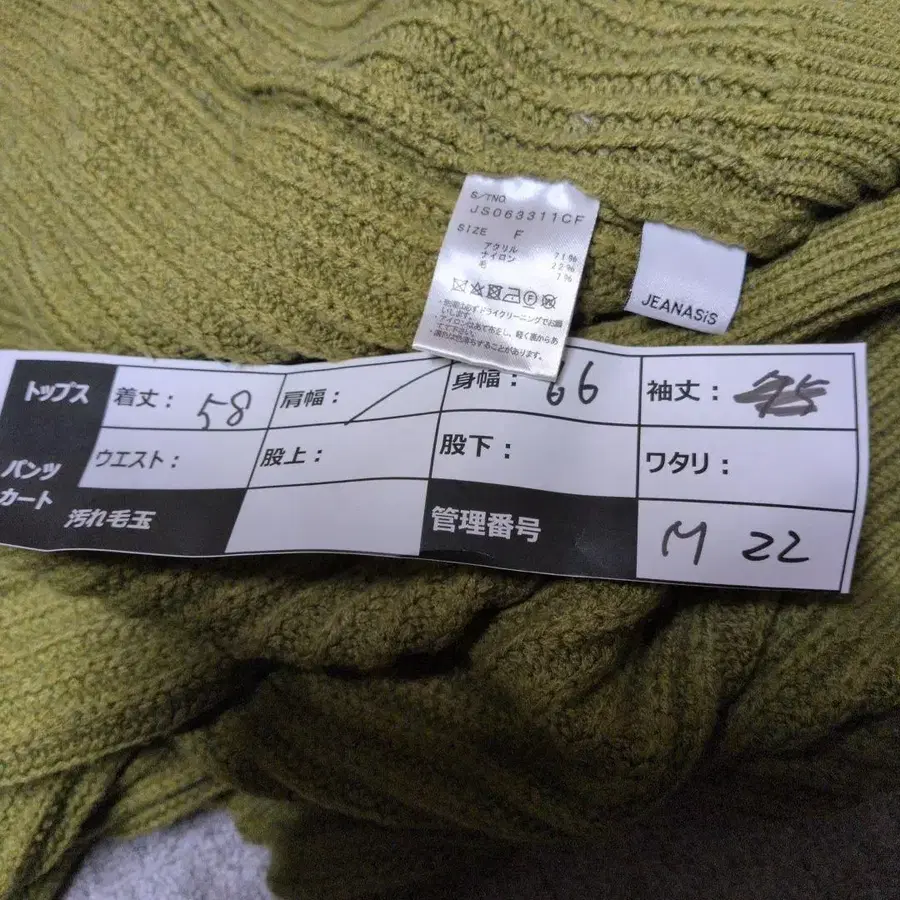 S/TNO
JS063311CF
SIZE F
アクリル 71%
ナイロン 22%
毛 7%
JEANASiS
トップス 着丈: 58 肩幅: 身幅: 66 袖丈:
パンツ ウエスト: 股上: 股下: ワタリ:
カート
汚れ毛玉 管理番号 M 22